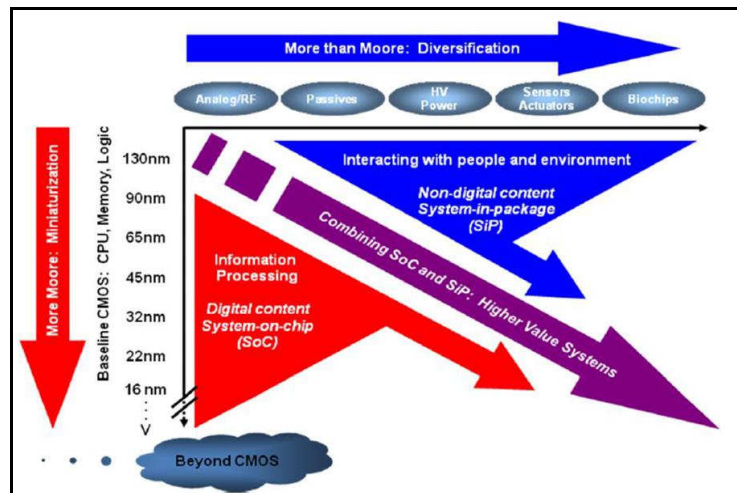 More than Moore: Diversification
Analog/RF
Passives
HV
Power
Sensors
Actuators
Biochips
More Moore: Miniaturization
Baseline CMOS: CPU, Memory, Logic
130nm
90nm
65nm
45nm
32nm
22nm
16 nm
V
Interacting with people and environment
Non-digital content
System-in-package
(SiP)
Combining SoC and SiP: Higher Value Systems
Information
Processing
Digital content
System-on-chip
(SoC)
Beyond CMOS